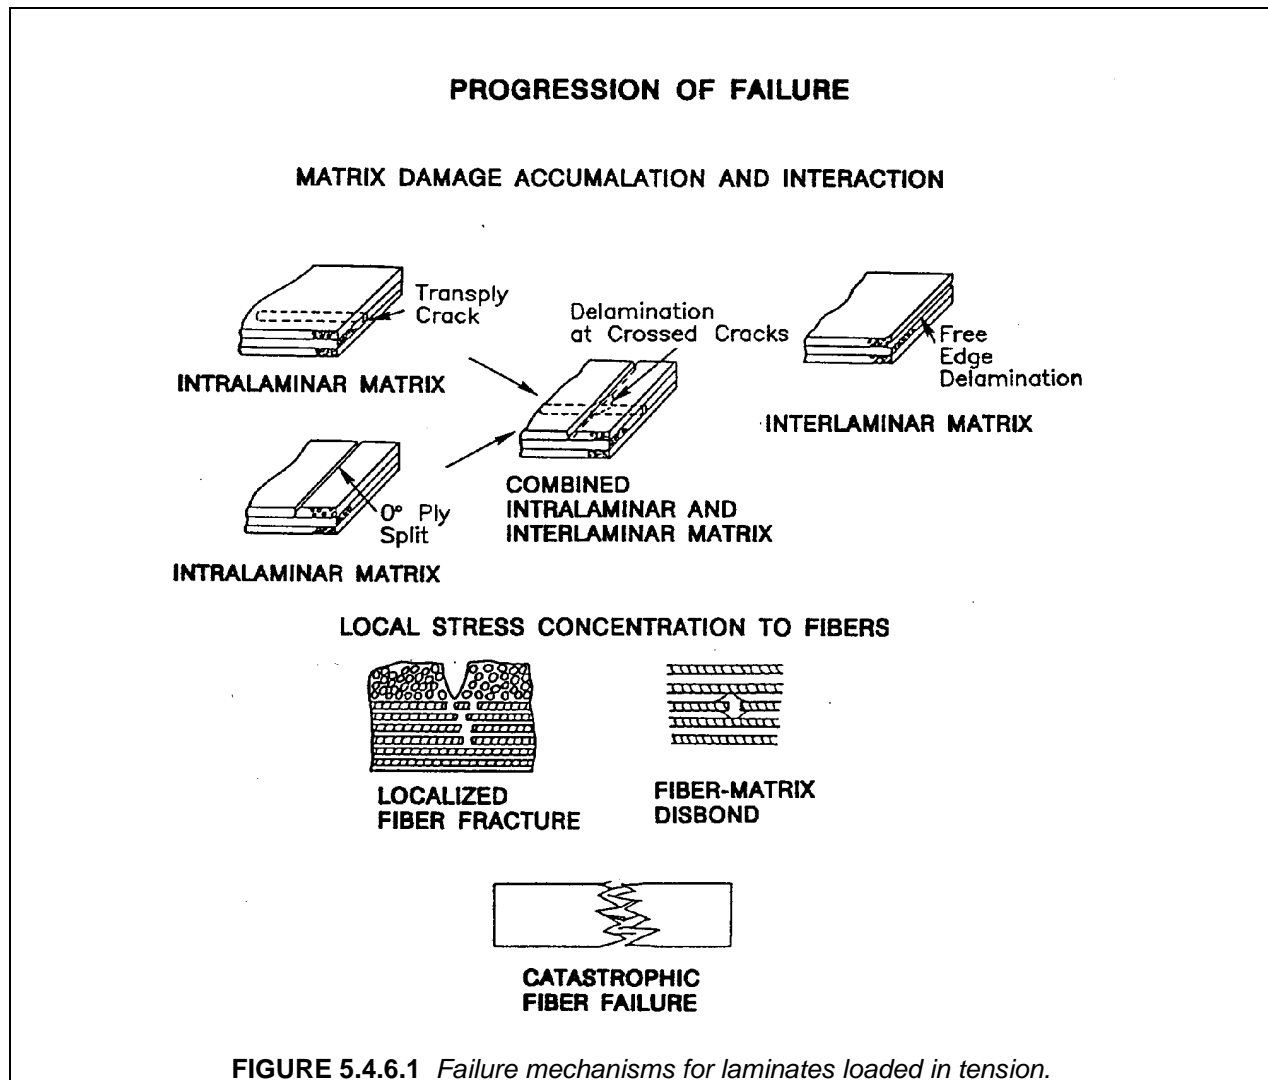 PROGRESSION OF FAILURE
MATRIX DAMAGE ACCUMALATION AND INTERACTION
Transply
Crack
INTRALAMINAR MATRIX
Delamination
at Crossed Cracks
Free
Edge
Delamination
INTERLAMINAR MATRIX
0° Ply
Split
INTRALAMINAR MATRIX
COMBINED
INTRALAMINAR AND
INTERLAMINAR MATRIX
LOCAL STRESS CONCENTRATION TO FIBERS
LOCALIZED
FIBER FRACTURE
FIBER-MATRIX
DISBOND
CATASTROPHIC
FIBER FAILURE
FIGURE 5.4.6.1 Failure mechanisms for laminates loaded in tension.